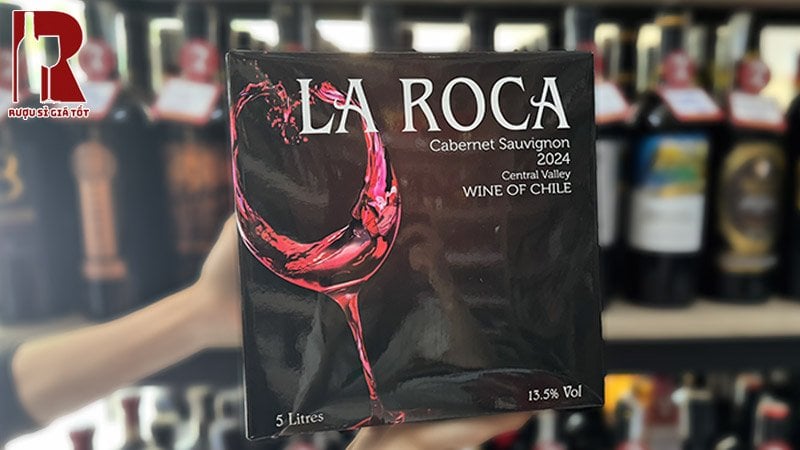 R
RƯỢU SỈ GIÁ TỐT
LA ROCA
Cabernet Sauvignon
2024
Central Valley
WINE OF CHILE
5 Litres
13.5% Vol